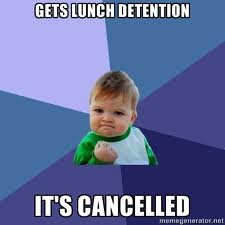 GETS LUNCH DETENTION
IT'S CANCELLED
memegenerator.net